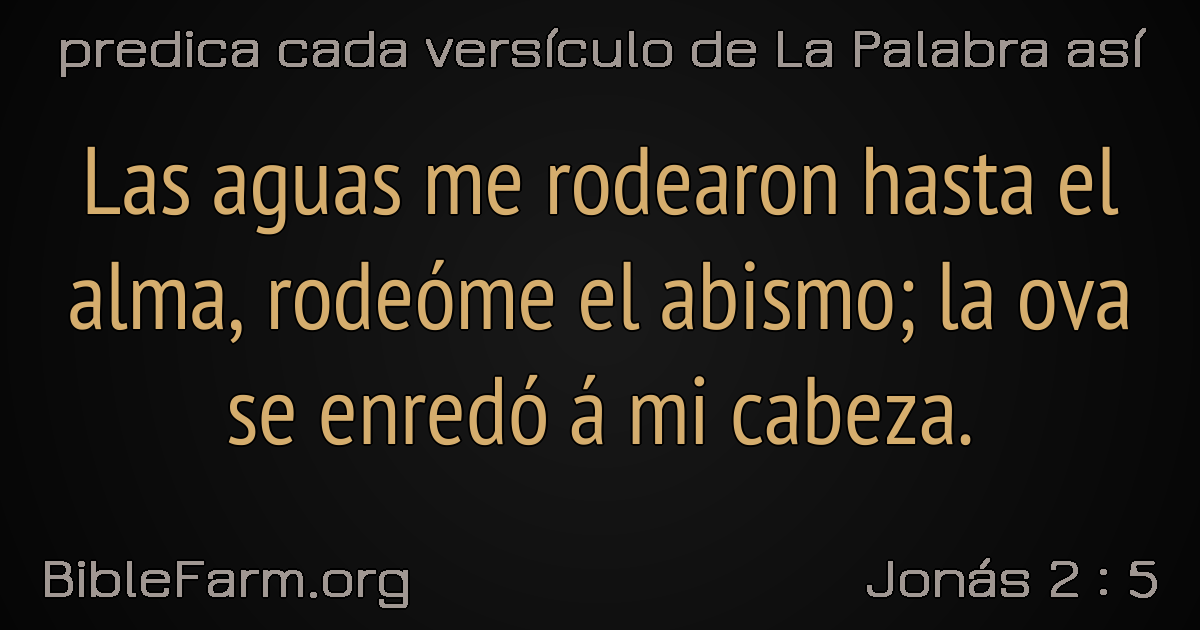 predica cada versículo de La Palabra así
Las aguas me rodearon hasta el
alma, rodeóme el abismo; la ova
se enredó á mi cabeza.
BibleFarm.org
Jonás 2 : 5